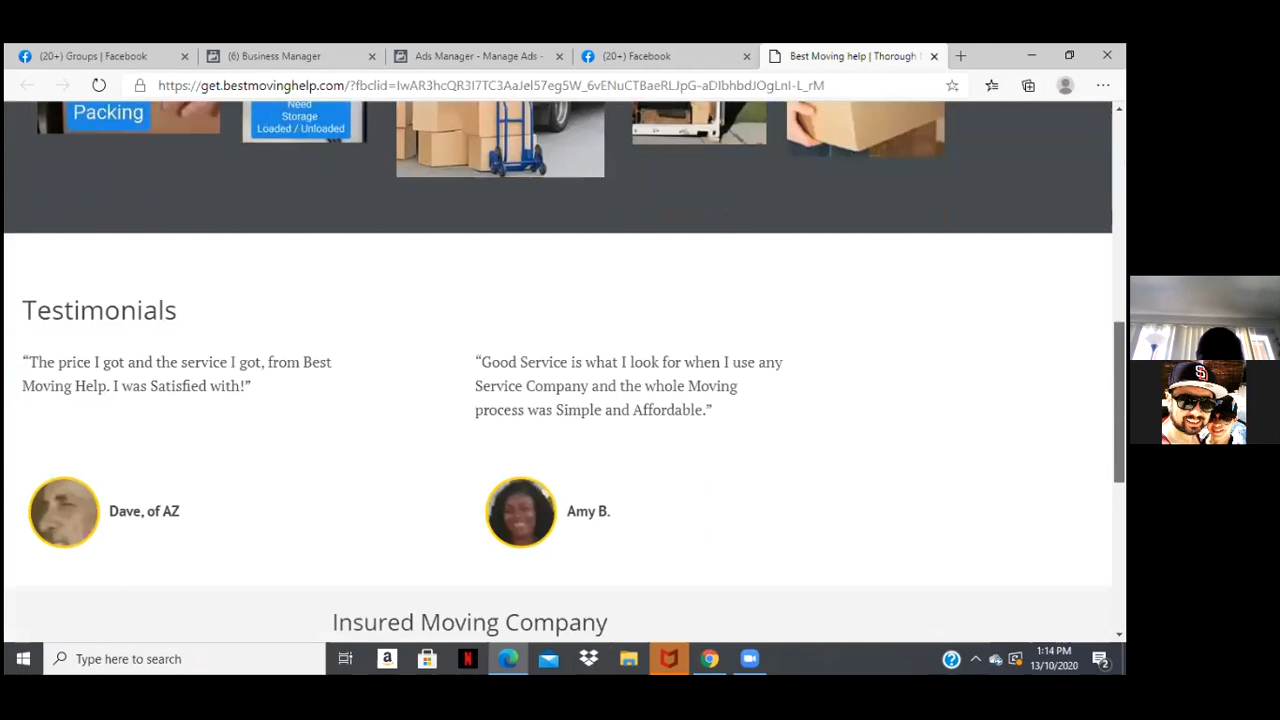 (20+) Groups | Facebook
(6) Business Manager
Ads Manager - Manage Ads -
(20+) Facebook
Best Moving help | Thorough
https://get.bestmovinghelp.com/?fbclid=IwAR3hcQR3I7TC3AaJeI57eg5W_6vENuCTBaeRLJpG-aDIbhbdJOgLnI-L_rM
Packing
Need
Storage
Loaded / Unloaded
Testimonials
“The price I got and the service I got, from Best
Moving Help. I was Satisfied with!”
“Good Service is what I look for when I use any
Service Company and the whole Moving
process was Simple and Affordable.”
Dave, of AZ
Amy B.
Insured Moving Company
Type here to search
1:14 PM
13/10/2020
2